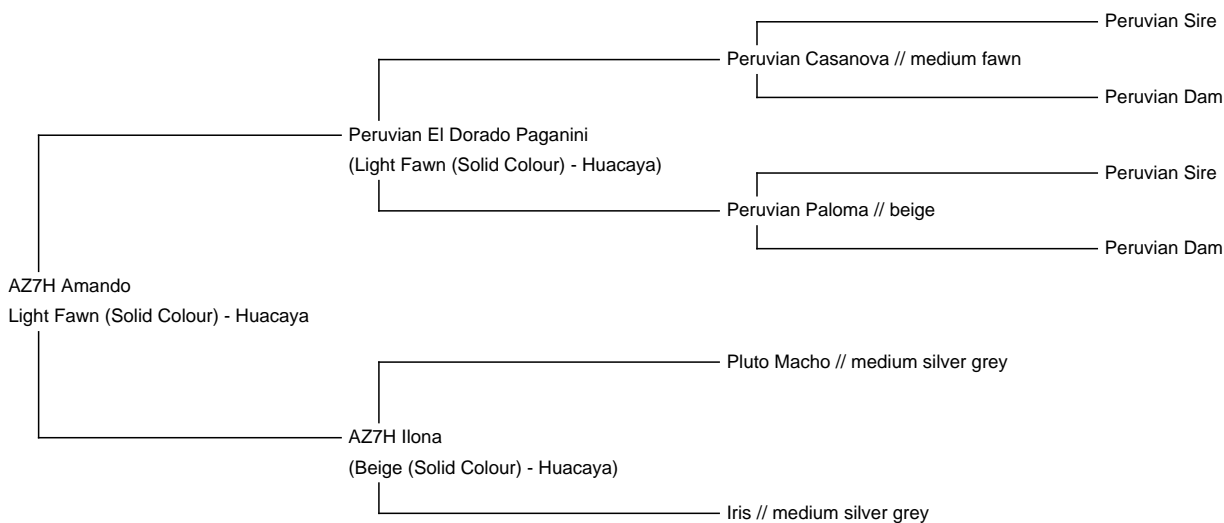 Peruvian Sire
Peruvian Casanova // medium fawn
Peruvian Dam
Peruvian El Dorado Paganini
(Light Fawn (Solid Colour) - Huacaya)
Peruvian Sire
Peruvian Paloma // beige
Peruvian Dam
AZ7H Amando
Light Fawn (Solid Colour) - Huacaya
Pluto Macho // medium silver grey
AZ7H Ilona
(Beige (Solid Colour) - Huacaya)
Iris // medium silver grey